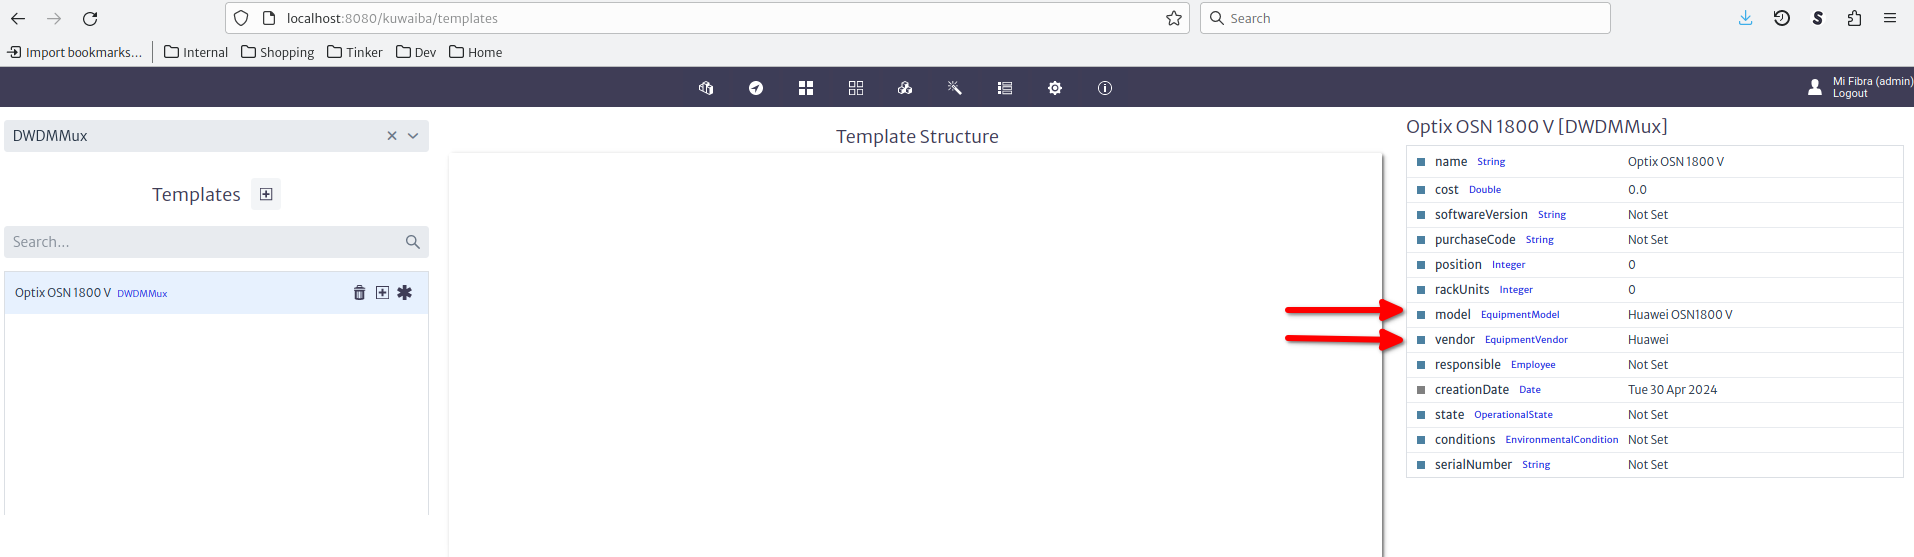 localhost:8080/kuwaiba/templates
Search
Import bookmarks...
Internal
Shopping
Tinker
Dev
Home
Mi Fibra (admin)
Logout
DWDMMux
Templates
Search...
Optix OSN 1800 V DWDMMux
Template Structure
Optix OSN 1800 V [DWDMMux]
name String Optix OSN 1800 V
cost Double 0.0
softwareVersion String Not Set
purchaseCode String Not Set
position Integer 0
rackUnits Integer 0
model EquipmentModel Huawei OSN1800 V
vendor EquipmentVendor Huawei
responsible Employee Not Set
creationDate Date Tue 30 Apr 2024
state OperationalState Not Set
conditions EnvironmentalCondition Not Set
serialNumber String Not Set